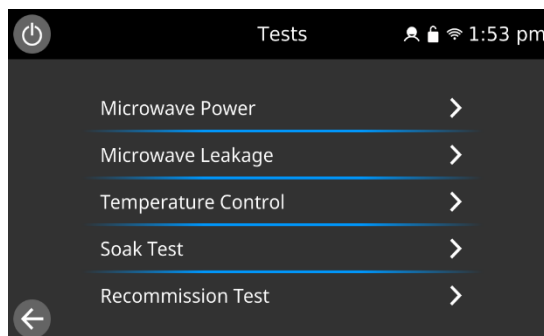 Tests 1:53 pm
Microwave Power
Microwave Leakage
Temperature Control
Soak Test
Recommission Test